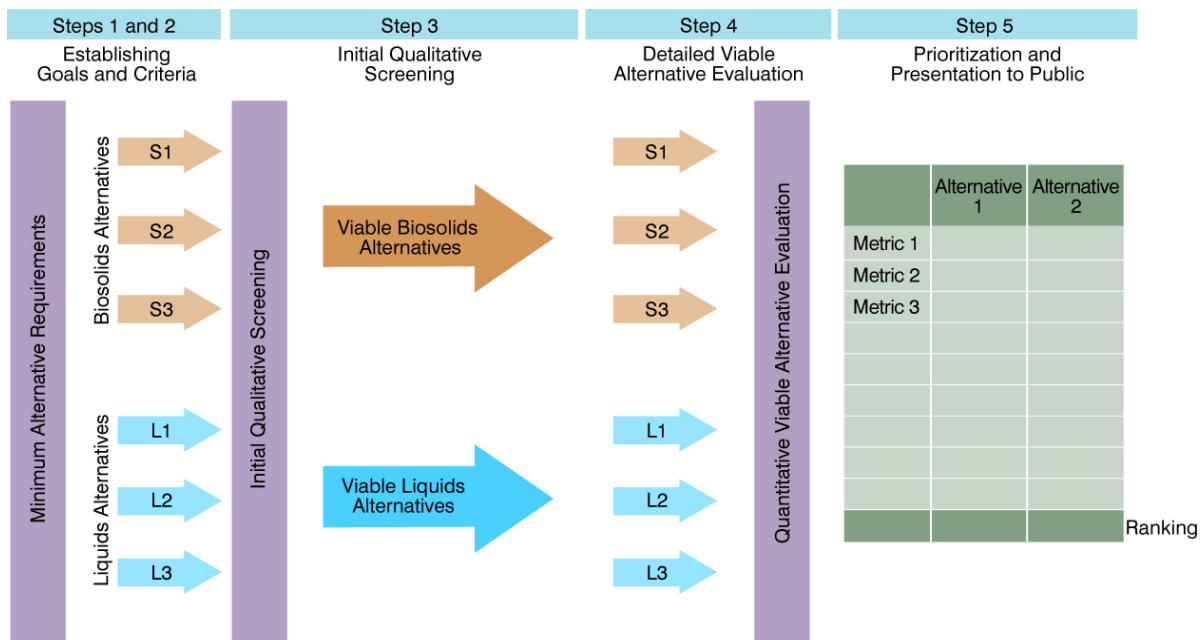 Steps 1 and 2
Establishing
Goals and Criteria
Minimum Alternative Requirements
Biosolids Alternatives
S1
S2
S3
Liquids Alternatives
L1
L2
L3
Step 3
Initial Qualitative
Screening
Initial Qualitative Screening
Viable Biosolids
Alternatives
Viable Liquids
Alternatives
Step 4
Detailed Viable
Alternative Evaluation
S1
S2
S3
L1
L2
L3
Quantitative Viable Alternative Evaluation
Step 5
Prioritization and
Presentation to Public
Alternative
1
Alternative
2
Metric 1
Metric 2
Metric 3
Ranking